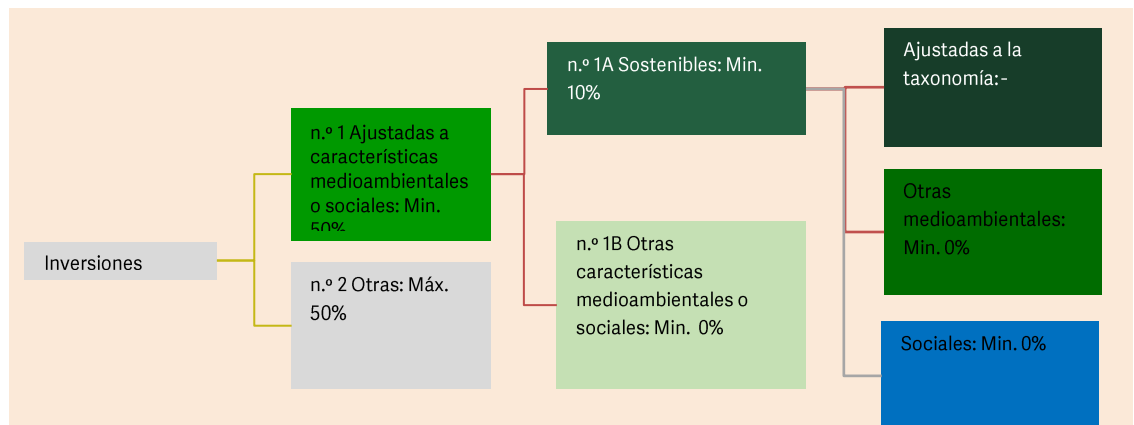 Inversiones
n.º 1 Ajustadas a
características
medioambientales
o sociales: Min.
50%
n.º 2 Otras: Máx.
50%
n.º 1A Sostenibles: Min.
10%
n.º 1B Otras
características
medioambientales o
sociales: Min. 0%
Ajustadas a la
taxonomía:-
Otras
medioambientales:
Min. 0%
Sociales: Min. 0%